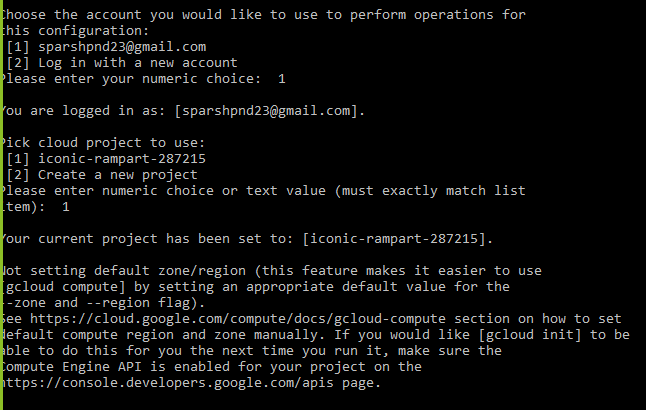 Choose the account you would like to use to perform operations for
this configuration:
[1] sparshpnd23@gmail.com
[2] Log in with a new account
Please enter your numeric choice:  1
You are logged in as: [sparshpnd23@gmail.com].
Pick cloud project to use:
[1] iconic-rampart-287215
[2] Create a new project
Please enter numeric choice or text value (must exactly match list
item):  1
Your current project has been set to: [iconic-rampart-287215].
Not setting default zone/region (this feature makes it easier to use
[gcloud compute] by setting an appropriate default value for the
--zone and --region flag).
See https://cloud.google.com/compute/docs/gcloud-compute section on how to set
default compute region and zone manually. If you would like [gcloud init] to be
able to do this for you the next time you run it, make sure the
Compute Engine API is enabled for your project on the
https://console.developers.google.com/apis page.